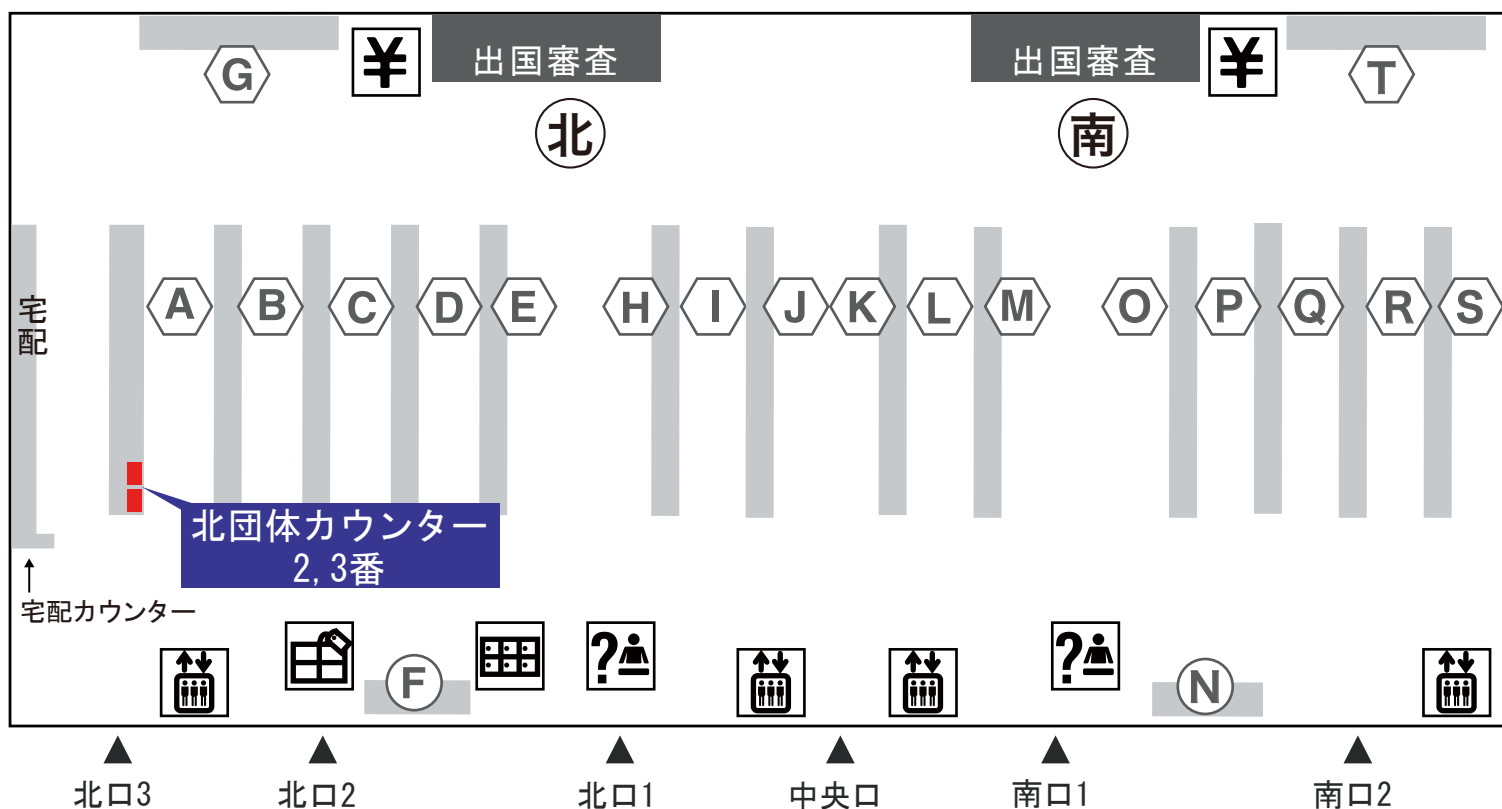 G
¥
出国審査
出国審査
¥
T
北
南
宅
配
A
B
C
D
E
H
I
J
K
L
M
O
P
Q
R
S
北団体カウンター
2,3番
宅配カウンター
?
?
F
N
北口3
北口2
北口1
中央口
南口1
南口2